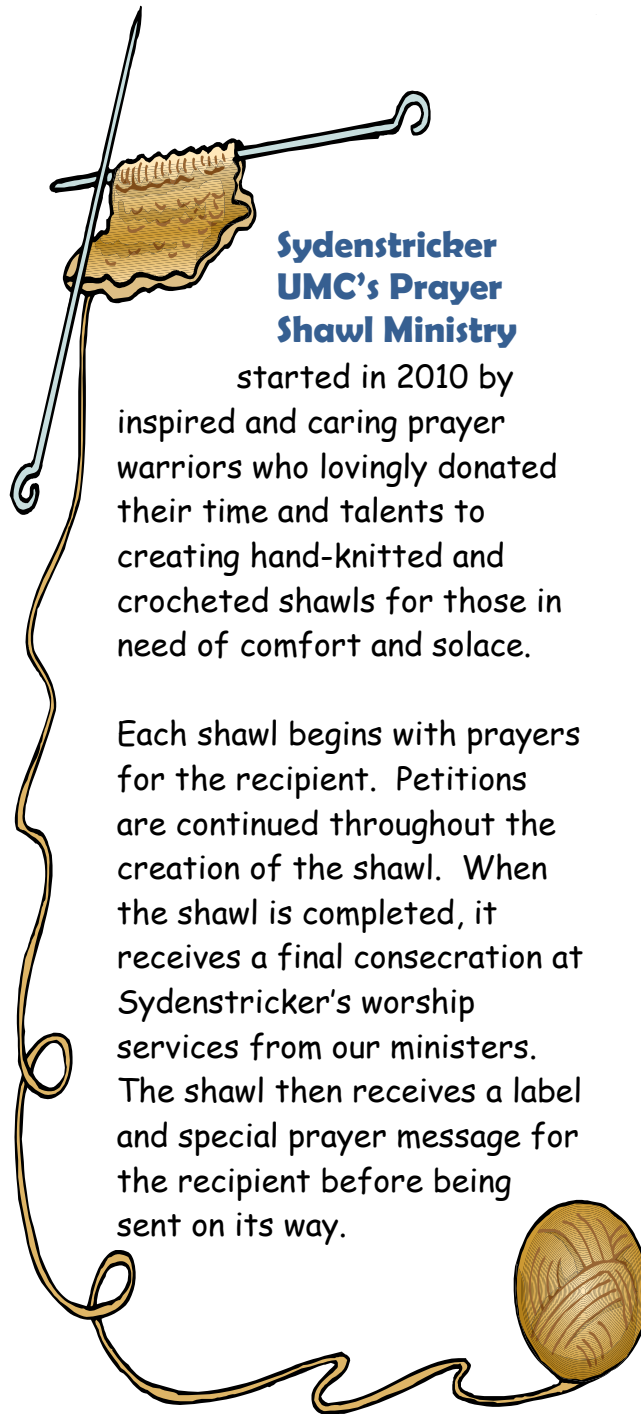 Sydenstricker
UMC’s Prayer
Shawl Ministry
started in 2010 by
inspired and caring prayer
warriors who lovingly donated
their time and talents to
creating hand-knitted and
crocheted shawls for those in
need of comfort and solace.
Each shawl begins with prayers
for the recipient.  Petitions
are continued throughout the
creation of the shawl.  When
the shawl is completed, it
receives a final consecration at
Sydenstricker’s worship
services from our ministers.
The shawl then receives a label
and special prayer message for
the recipient before being
sent on its way.